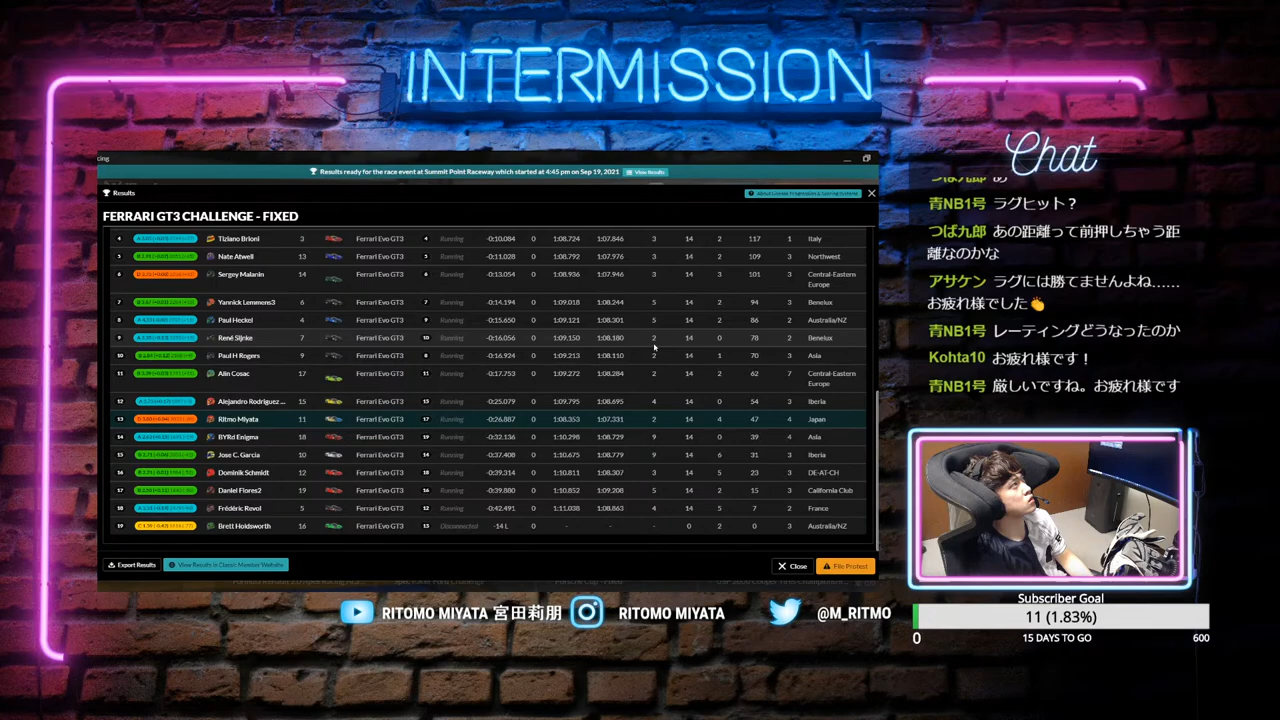 INTERMISSION
Chat
cing
Results ready for the race event at Summit Point Raceway which started at 4:45 pm on Sep 19, 2021 View Results
Results
FERRARI GT3 CHALLENGE - FIXED
4 Tiziano Brioni 3 Ferrari Evo GT3 4 Running -0:10.084 0 1:08.724 1:07.846 3 14 2 117 1 Italy
5 Nate Atwell 13 Ferrari Evo GT3 5 Running -0:11.028 0 1:08.792 1:07.976 3 14 2 109 3 Northwest
6 Sergey Malanin 14 Ferrari Evo GT3 6 Running -0:13.054 0 1:08.936 1:07.946 3 14 3 101 3 Central-Eastern
Europe
7 Yannick Lemmens3 6 Ferrari Evo GT3 7 Running -0:14.194 0 1:09.018 1:08.244 5 14 2 94 3 Benelux
8 Paul Heckel 4 Ferrari Evo GT3 8 Running -0:15.650 0 1:09.121 1:08.301 5 14 2 86 2 Australia/NZ
9 René Sljnke 9 Ferrari Evo GT3 10 Running -0:16.056 0 1:09.150 1:08.180 2 14 0 78 2 Benelux
10 Paul H Rogers 9 Ferrari Evo GT3 8 Running -0:16.924 0 1:09.213 1:08.110 2 14 1 70 3 Asia
11 Alin Cosac 17 Ferrari Evo GT3 11 Running -0:17.753 0 1:09.272 1:08.284 2 14 2 62 7 Central-Eastern
Europe
12 Alejandro Rodriguez ... 15 Ferrari Evo GT3 15 Running -0:25.079 0 1:09.795 1:08.695 4 14 0 54 3 Iberia
13 Ritmo Miyata 11 Ferrari Evo GT3 17 Running -0:26.887 0 1:08.353 1:07.331 2 14 4 47 4 Japan
14 BYRd Enigma 18 Ferrari Evo GT3 19 Running -0:32.136 0 1:10.298 1:08.729 9 14 0 39 4 Asia
15 Jose C. Garcia 10 Ferrari Evo GT3 14 Running -0:37.408 0 1:10.675 1:08.779 9 14 6 31 3 Iberia
16 Dominik Schmidt 12 Ferrari Evo GT3 18 Running -0:39.314 0 1:10.811 1:08.307 3 14 5 23 3 DE-AT-CH
17 Daniel Flores2 19 Ferrari Evo GT3 16 Running -0:39.880 0 1:10.852 1:08.209 5 14 2 15 3 California Club
18 Frédéric Revol 5 Ferrari Evo GT3 12 Running -0:42.491 0 1:11.038 1:08.863 4 14 5 7 2 France
19 Brett Holdsworth 16 Ferrari Evo GT3 13 Disconnected -14 L 0 - - 0 2 0 3 Australia/NZ
Export Results
View Results in Classic Member Website
Close
File Protest
青NB1号 ラグヒット？
つば九郎 あの距離って前押しちゃう距
離なのかな
アサケン ラグには勝てませんよね……
お疲れ様でした👏
青NB1号 レーティングどうなったのか
Kohta10 お疲れ様です！
青NB1号 厳しいですね。お疲れ様です
Subscriber Goal
11 (1.83%)
0 15 DAYS TO GO 600
RITOMO MIYATA 宮田莉朋
RITOMO MIYATA
@M_RITMO